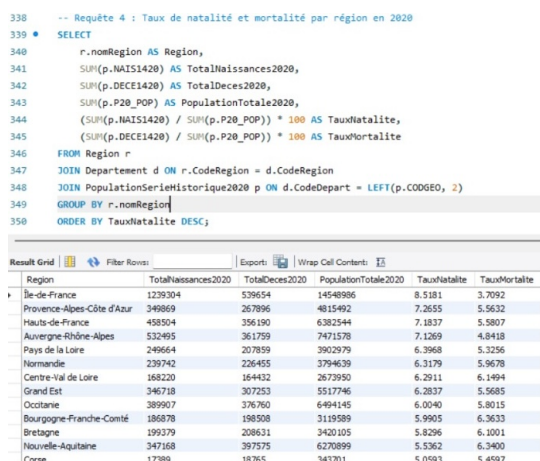 338 -- Requête 4 : Taux de natalité et mortalité par région en 2020
339 SELECT
340 r.nomRegion AS Region,
341 SUM(p.NAIS1420) AS TotalNaissances2020,
342 SUM(p.DECE1420) AS TotalDeces2020,
343 SUM(p.P20_POP) AS PopulationTotale2020,
344 (SUM(p.NAIS1420) / SUM(p.P20_POP)) * 100 AS TauxNatalite,
345 (SUM(p.DECE1420) / SUM(p.P20_POP)) * 100 AS TauxMortalite
346 FROM Region r
347 JOIN Departement d ON r.CodeRegion = d.CodeRegion
348 JOIN PopulationSerieHistorique2020 p ON d.CodeDepart = LEFT(p.CODGEO, 2)
349 GROUP BY r.nomRegion
350 ORDER BY TauxNatalite DESC;
Result Grid Filter Rows: Export: Wrap Cell Content:
Region TotalNaissances2020 TotalDeces2020 PopulationTotale2020 TauxNatalite TauxMortalite
Île-de-France 1239304 539654 14548986 8.5181 3.7092
Provence-Alpes-Côte d'Azur 349869 267896 4815492 7.2655 5.5632
Hauts-de-France 458504 356190 6382544 7.1837 5.5807
Auvergne-Rhône-Alpes 532495 361759 7471578 7.1269 4.8418
Pays de la Loire 249664 207859 3902979 6.3968 5.3256
Normandie 239742 226455 3794639 6.3179 5.9678
Centre-Val de Loire 168220 164432 2673950 6.2911 6.1494
Grand Est 346718 307253 5517746 6.2837 5.5685
Occitanie 389907 376760 6494145 6.0040 5.8015
Bourgogne-Franche-Comté 186878 198508 3119589 5.9905 6.3633
Bretagne 199379 208631 3420105 5.8296 6.1001
Nouvelle-Aquitaine 347168 397575 6270899 5.5362 6.3400
Corse 17389 18765 343701 5.0593 5.4597